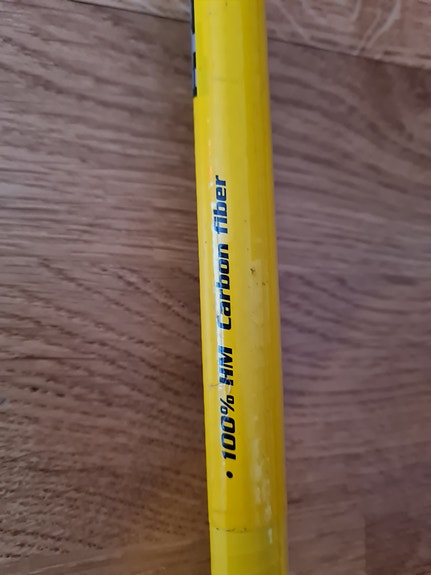 • 100% HM Carbon fiber